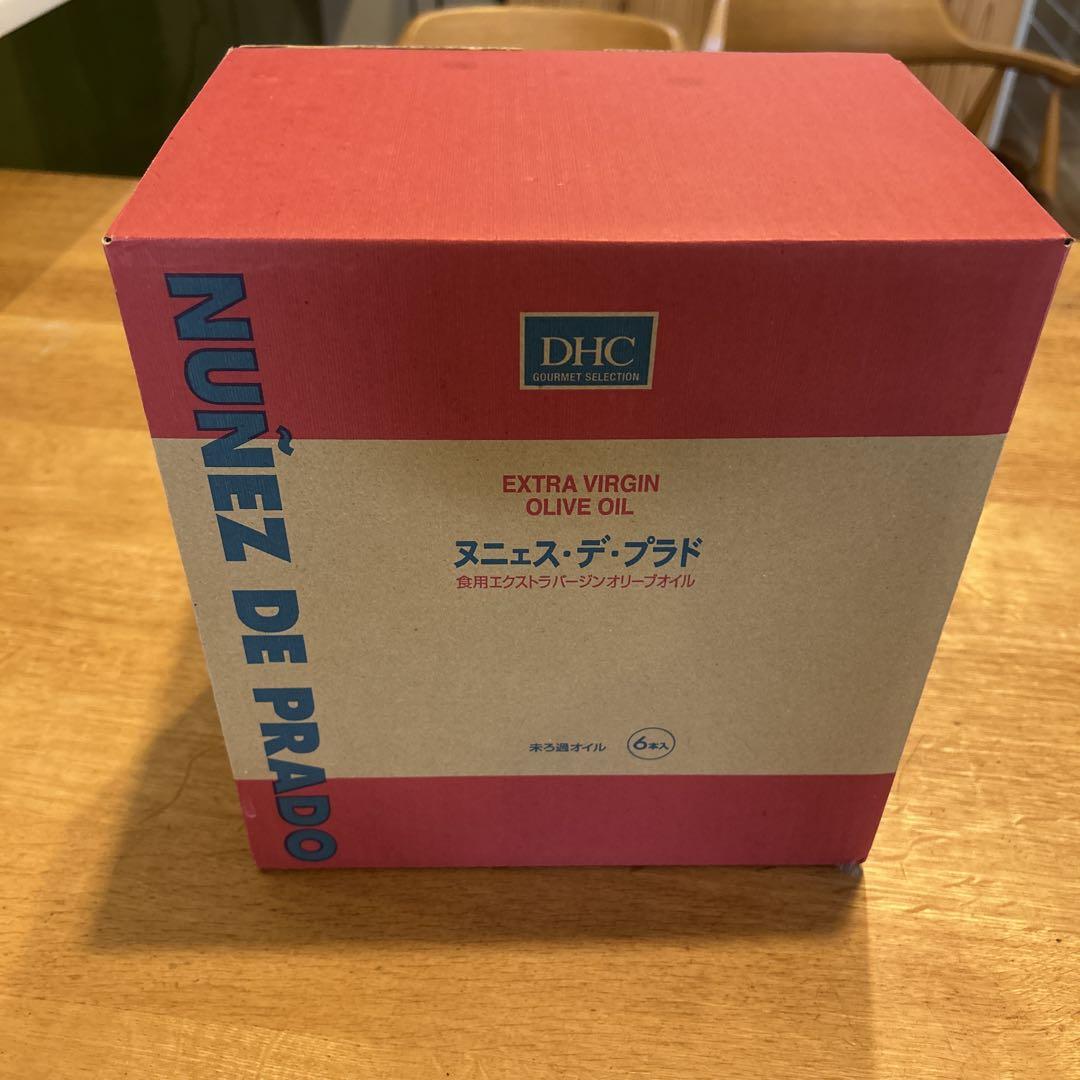 NUÑEZ DE PRADO
DHC
GOURMET SELECTION
EXTRA VIRGIN
OLIVE OIL
ヌニェス・デ・プラド
食用エクストラバージンオリーブオイル
未ろ過オイル 6本入